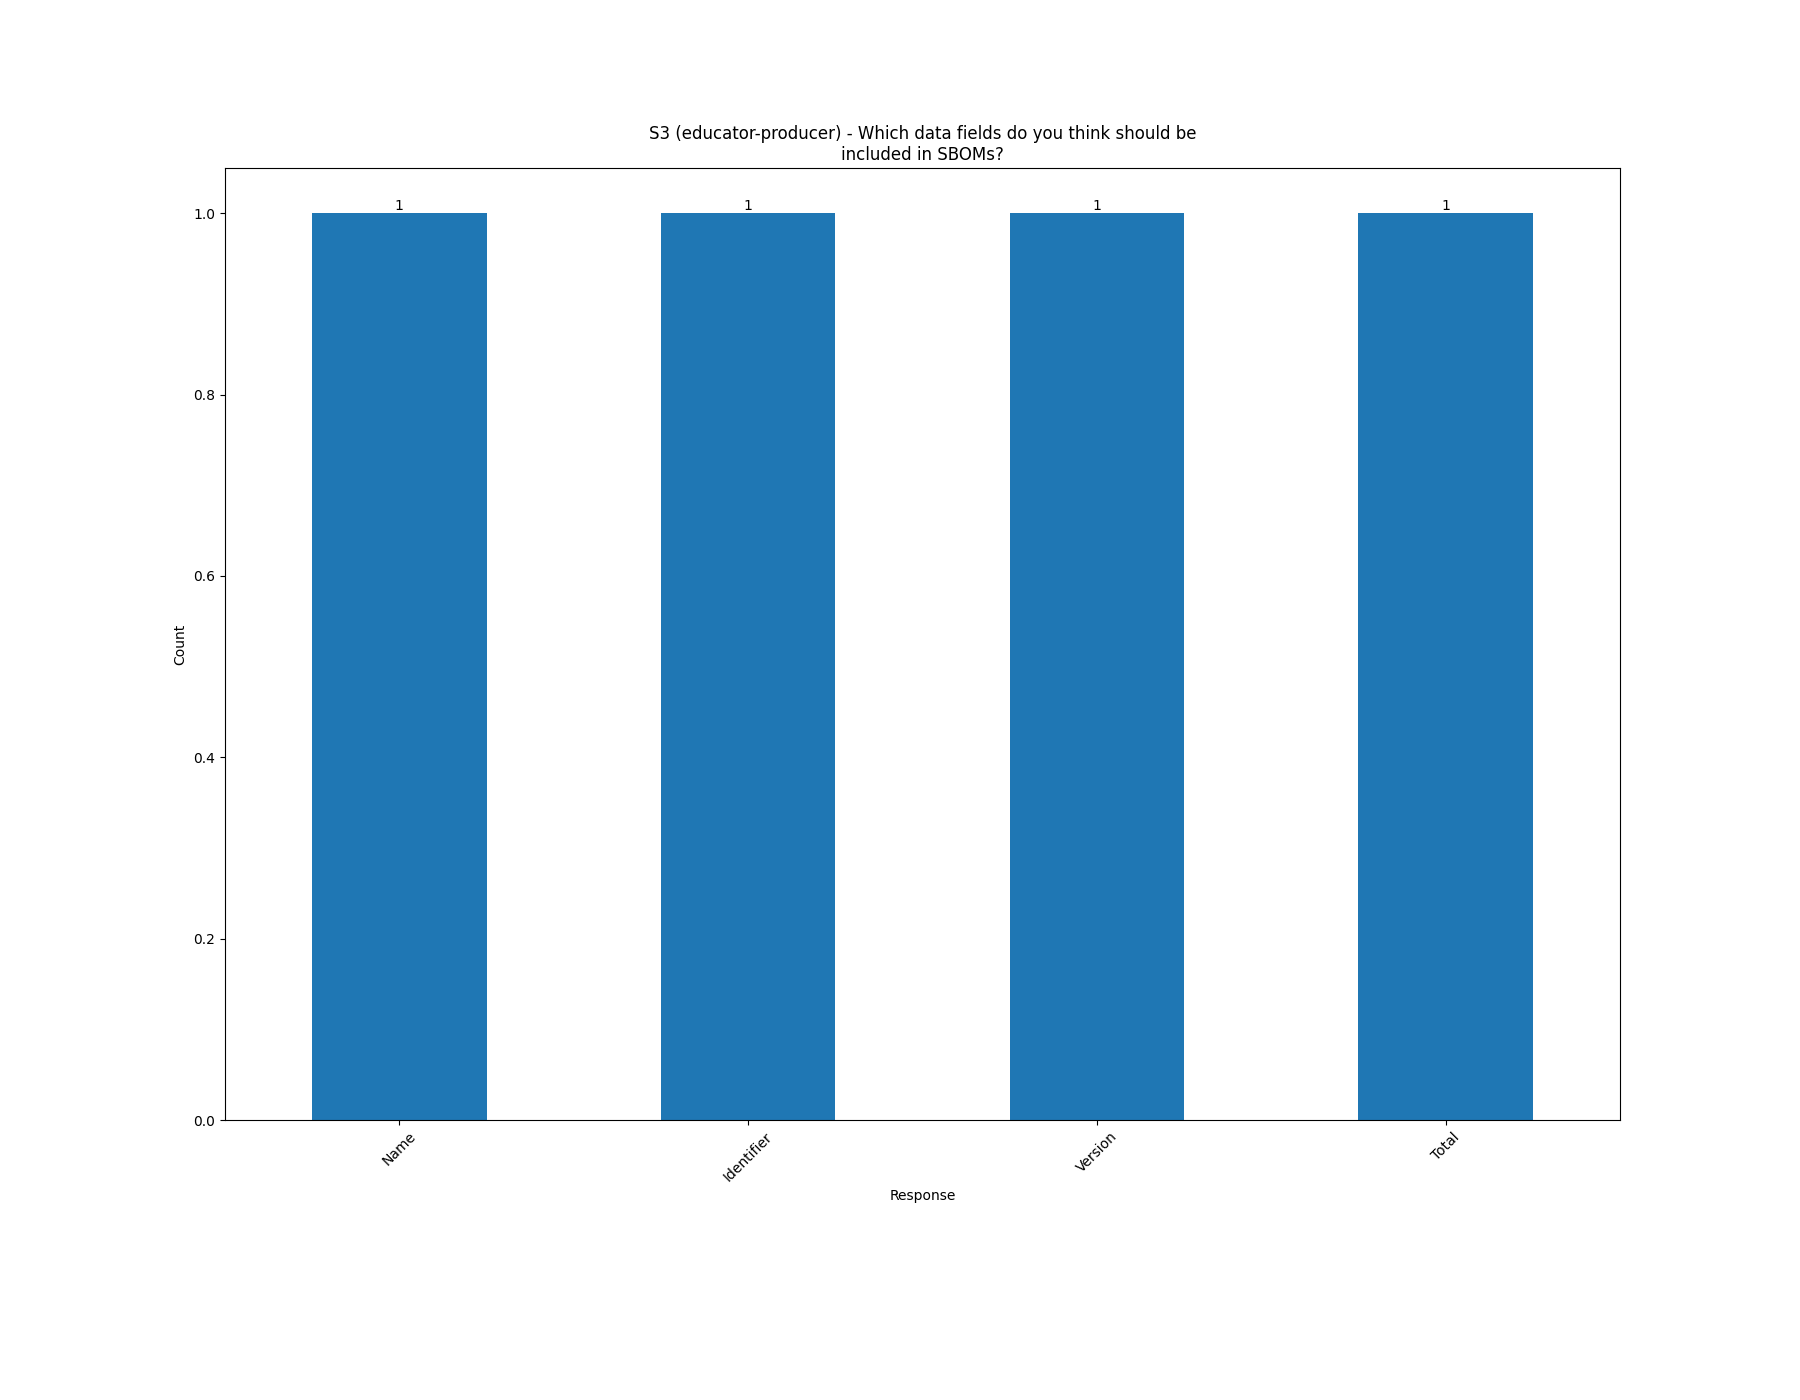 S3 (educator-producer) - Which data fields do you think should be
included in SBOMs?
1
1
1
1
1.0
0.8
0.6
0.4
0.2
0.0
Count
Name
Identifier
Version
Total
Response